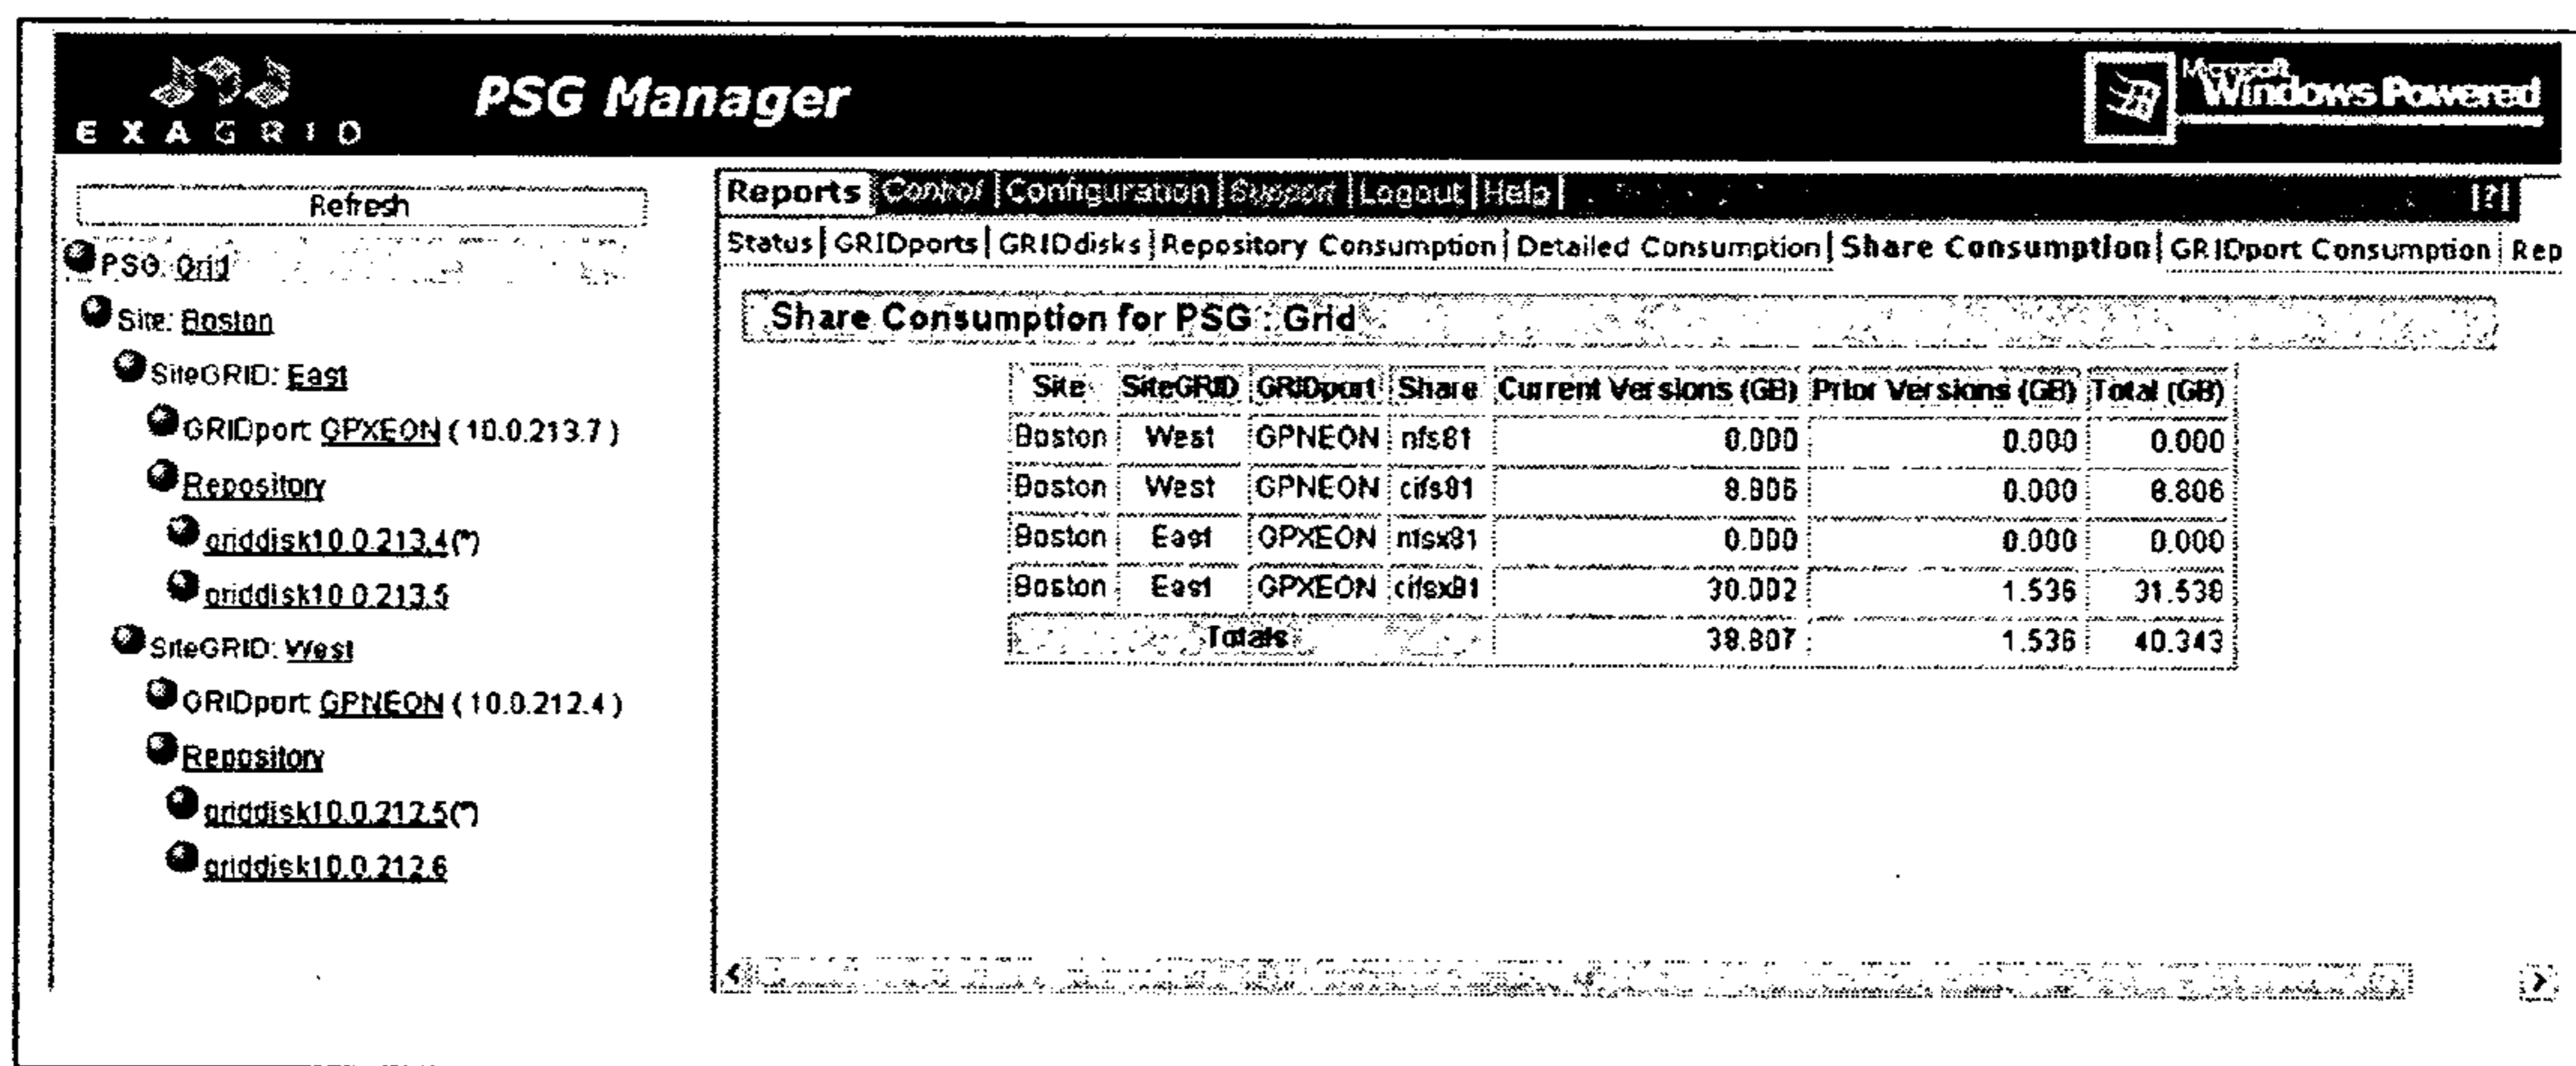 EXAGRID
PSG Manager
Microsoft
Windows Powered
Refresh
PSG: Grid
Site: Boston
SiteGRID: East
GRIDport: GPXEON ( 10.0.213.7 )
Repository
griddisk10.0.213.4(*)
griddisk10.0.213.5
SiteGRID: West
GRIDport: GPNEON ( 10.0.212.4 )
Repository
griddisk10.0.212.5(*)
griddisk10.0.212.6
Reports | Control | Configuration | Support | Logout | Help | |?|
Status | GRIDports | GRIDdisks | Repository Consumption | Detailed Consumption | Share Consumption | GRIDport Consumption | Rep
Share Consumption for PSG : Grid
Site SiteGRID GRIDport Share Current Versions (GB) Prior Versions (GB) Total (GB)
Boston West GPNEON nfs81 0.000 0.000 0.000
Boston West GPNEON cifs81 8.806 0.000 8.806
Boston East GPXEON nfsx81 0.000 0.000 0.000
Boston East GPXEON cifsx81 30.002 1.536 31.538
Totals 38.807 1.536 40.343